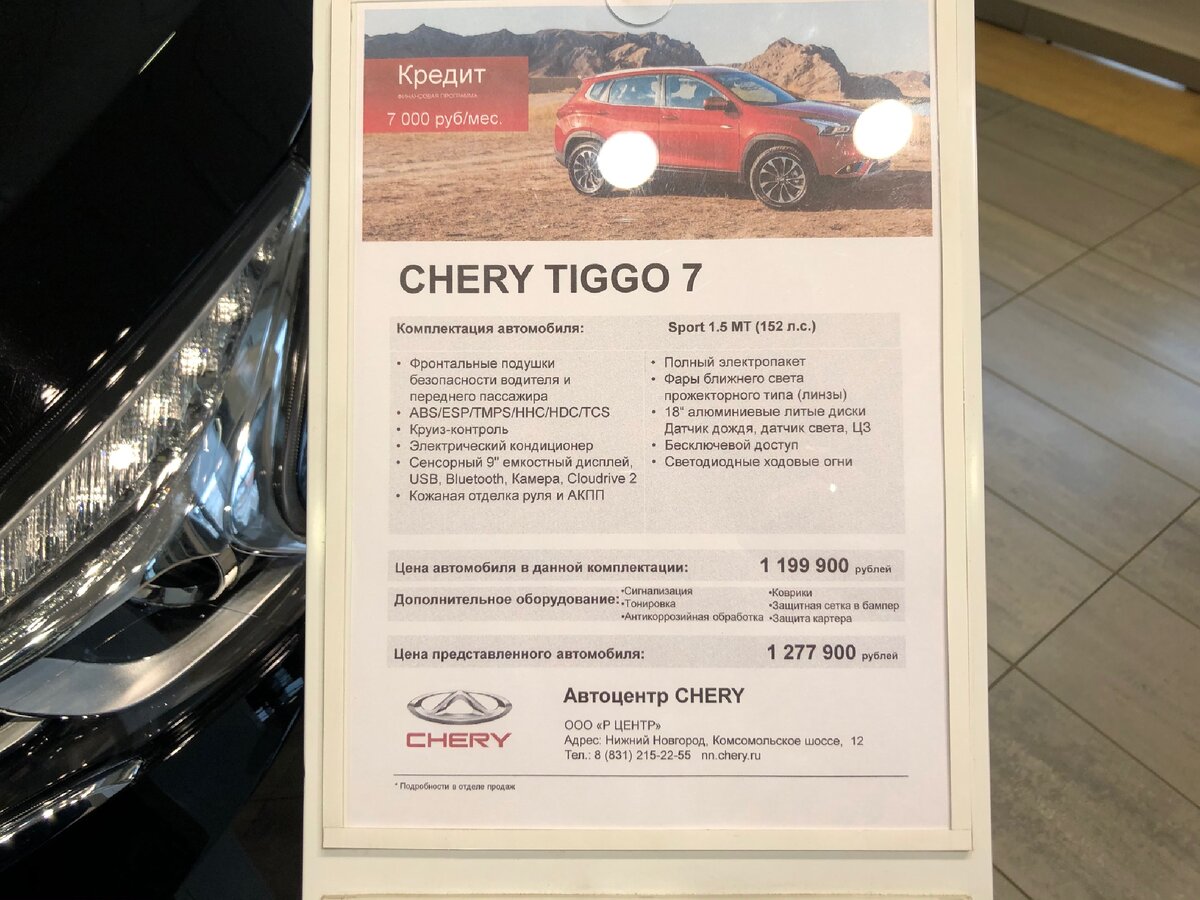 Кредит
ФИНАНСОВАЯ ПРОГРАММА
7 000 руб/мес.
CHERY TIGGO 7
Комплектация автомобиля: Sport 1.5 MT (152 л.с.)
• Фронтальные подушки
безопасности водителя и
переднего пассажира
• ABS/ESP/TMPS/HHC/HDC/TCS
• Круиз-контроль
• Электрический кондиционер
• Сенсорный 9" емкостный дисплей,
USB, Bluetooth, Камера, Cloudrive 2
• Кожаная отделка руля и АКПП
• Полный электропакет
• Фары ближнего света
прожекторного типа (линзы)
• 18“ алюминиевые литые диски
Датчик дождя, датчик света, ЦЗ
• Бесключевой доступ
• Светодиодные ходовые огни
Цена автомобиля в данной комплектации: 1 199 900 рублей
Дополнительное оборудование:
•Сигнализация
•Тонировка
•Антикоррозийная обработка
•Коврики
•Защитная сетка в бампер
•Защита картера
Цена представленного автомобиля: 1 277 900 рублей
CHERY
Автоцентр CHERY
ООО «Р ЦЕНТР»
Адрес: Нижний Новгород, Комсомольское шоссе, 12
Тел.: 8 (831) 215-22-55 nn.chery.ru
* Подробности в отделе продаж